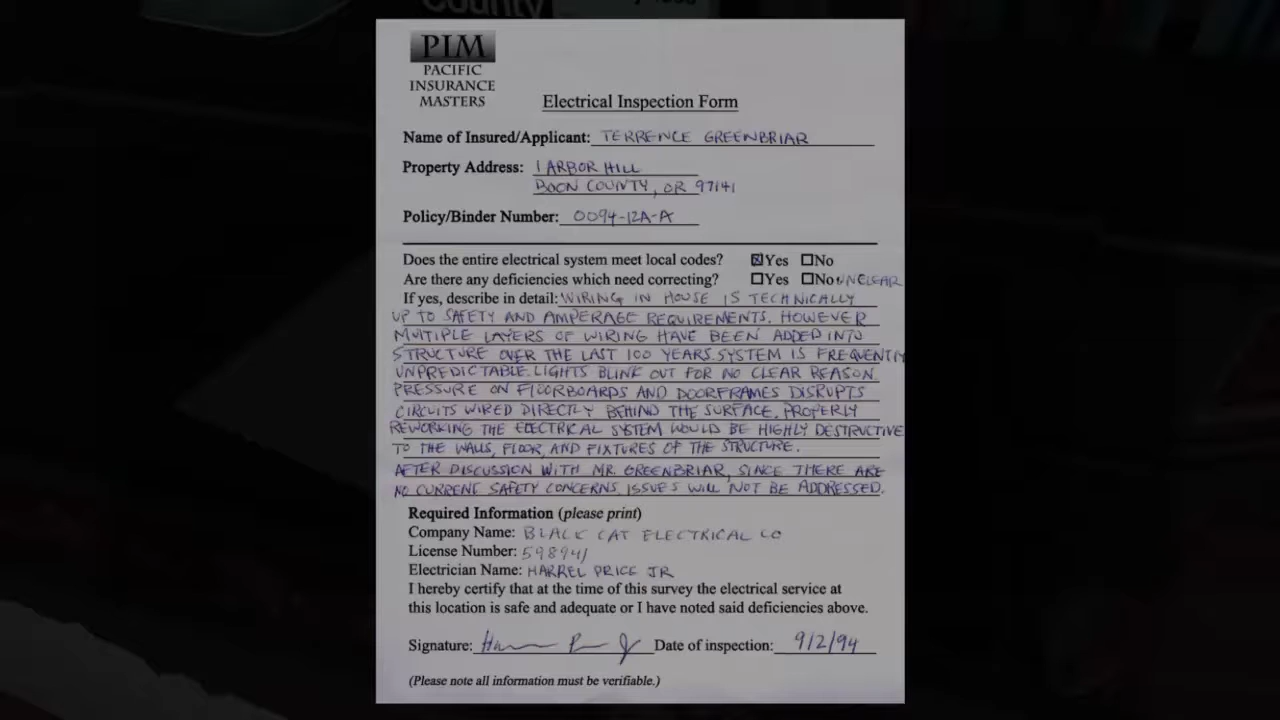 County
PIM
PACIFIC
INSURANCE
MASTERS
Electrical Inspection Form
Name of Insured/Applicant: TERRENCE GREENBRIAR
Property Address: 1 ARBOR HILL
BOON COUNTY, OR 97141
Policy/Binder Number: 0094-12A-A
Does the entire electrical system meet local codes? ☒Yes ☐No
Are there any deficiencies which need correcting? ☐Yes ☐No UNCLEAR
If yes, describe in detail: WIRING IN HOUSE IS TECHNICALLY
UP TO SAFETY AND AMPERAGE REQUIREMENTS. HOWEVER
MULTIPLE LAYERS OF WIRING HAVE BEEN ADDED INTO
STRUCTURE OVER THE LAST 100 YEARS. SYSTEM IS FREQUENTLY
UNPREDICTABLE. LIGHTS BLINK OUT FOR NO CLEAR REASON.
PRESSURE ON FLOORBOARDS AND DOORFRAMES DISRUPTS
CIRCUITS WIRED DIRECTLY BEHIND THE SURFACE. PROPERLY
REWORKING THE ELECTRICAL SYSTEM WOULD BE HIGHLY DESTRUCTIVE
TO THE WALLS, FLOOR, AND FIXTURES OF THE STRUCTURE.
AFTER DISCUSSION WITH MR. GREENBRIAR, SINCE THERE ARE
NO CURRENT SAFETY CONCERNS, ISSUES WILL NOT BE ADDRESSED.
Required Information (please print)
Company Name: BLACK CAT ELECTRICAL CO
License Number: 598941
Electrician Name: HARREL PRICE JR
I hereby certify that at the time of this survey the electrical service at
this location is safe and adequate or I have noted said deficiencies above.
Signature: Date of inspection: 9/2/94
(Please note all information must be verifiable.)